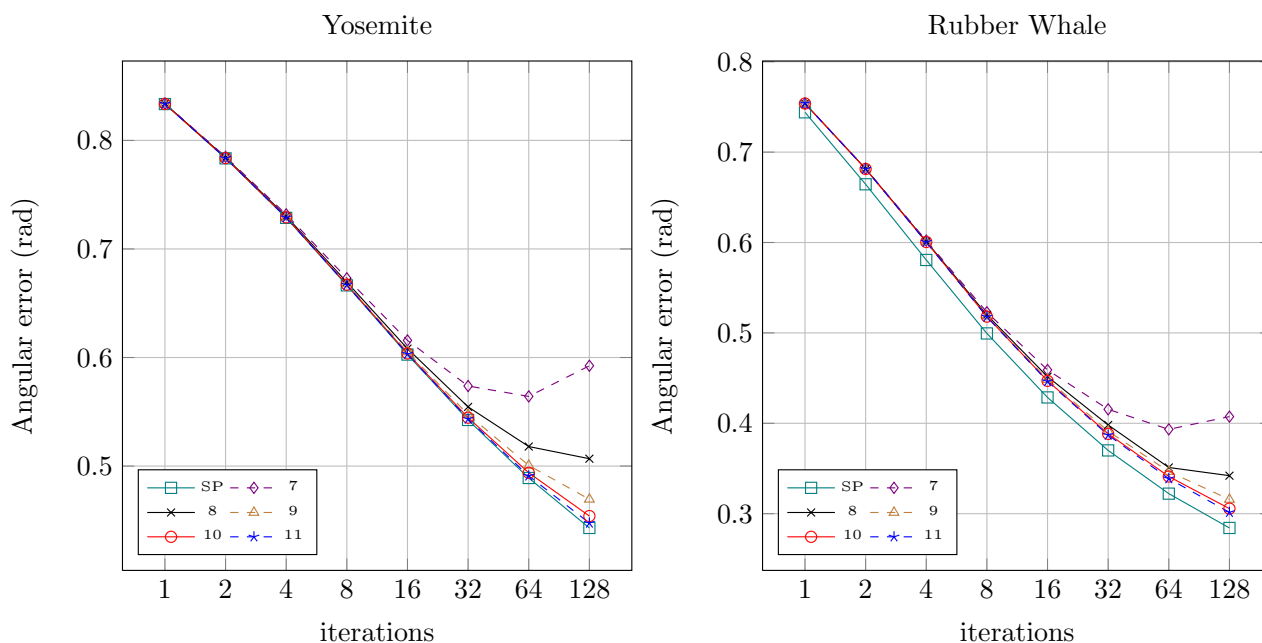 Yosemite
Angular error (rad)
0.8
0.7
0.6
0.5
1 2 4 8 16 32 64 128
iterations
SP 7
8 9
10 11
Rubber Whale
Angular error (rad)
0.8
0.7
0.6
0.5
0.4
0.3
1 2 4 8 16 32 64 128
iterations
SP 7
8 9
10 11